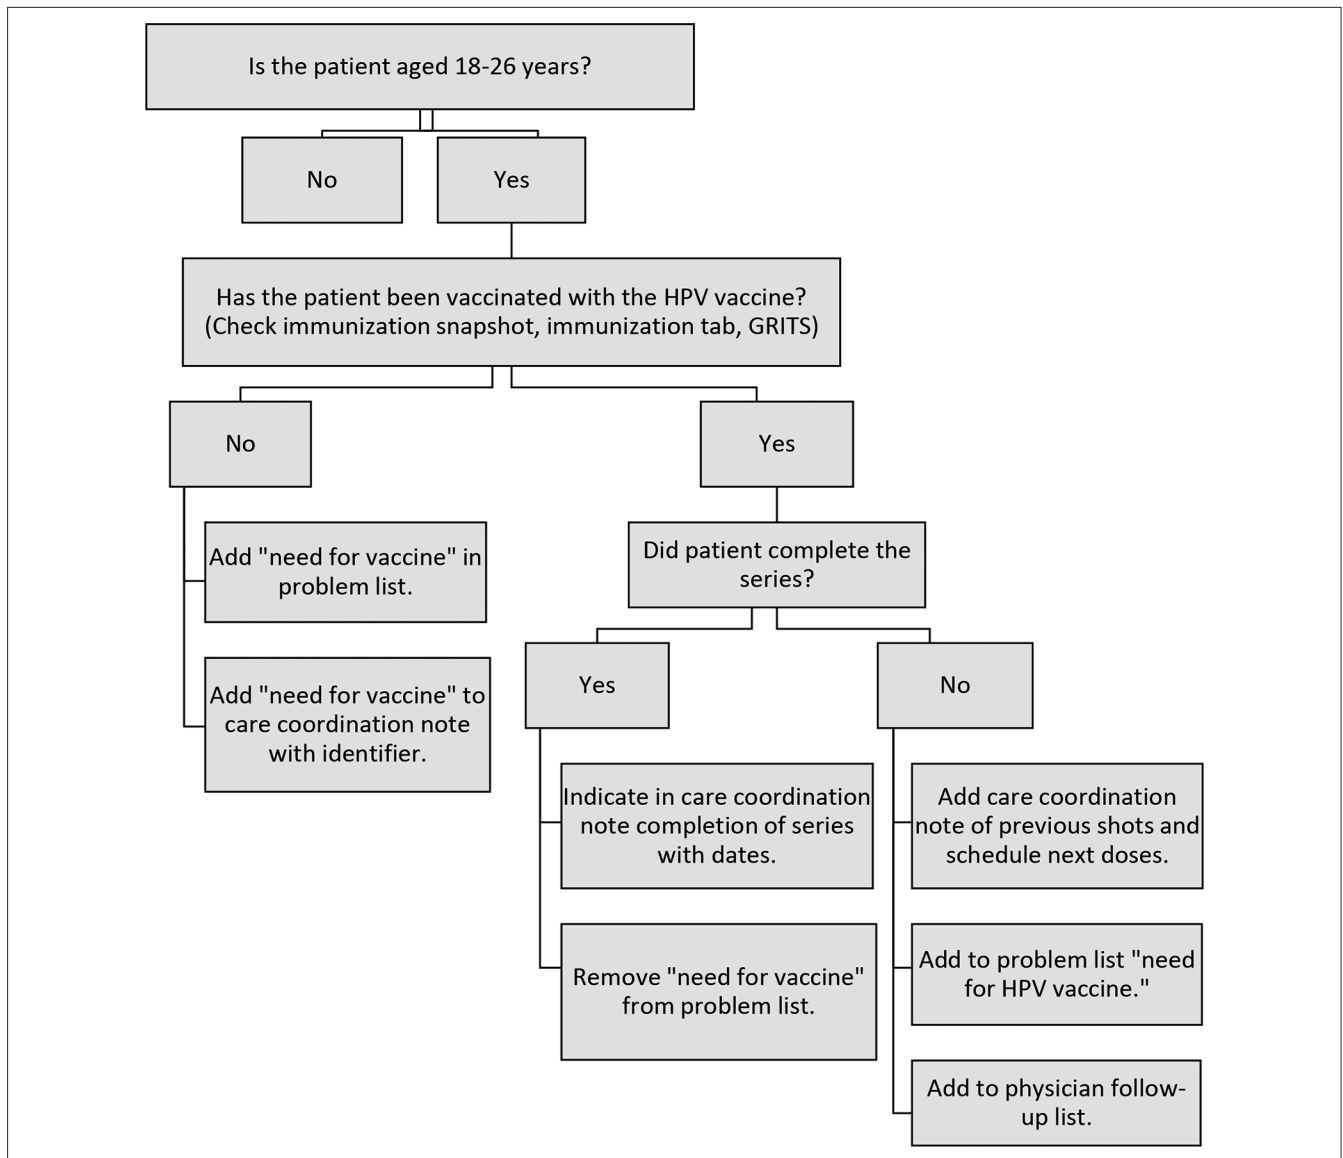 Is the patient aged 18-26 years?
No
Yes
Has the patient been vaccinated with the HPV vaccine?
(Check immunization snapshot, immunization tab, GRITS)
No
Yes
Add "need for vaccine" in
problem list.
Add "need for vaccine" to
care coordination note
with identifier.
Did patient complete the
series?
Yes
No
Indicate in care coordination
note completion of series
with dates.
Remove "need for vaccine"
from problem list.
Add care coordination
note of previous shots and
schedule next doses.
Add to problem list "need
for HPV vaccine."
Add to physician follow-
up list.